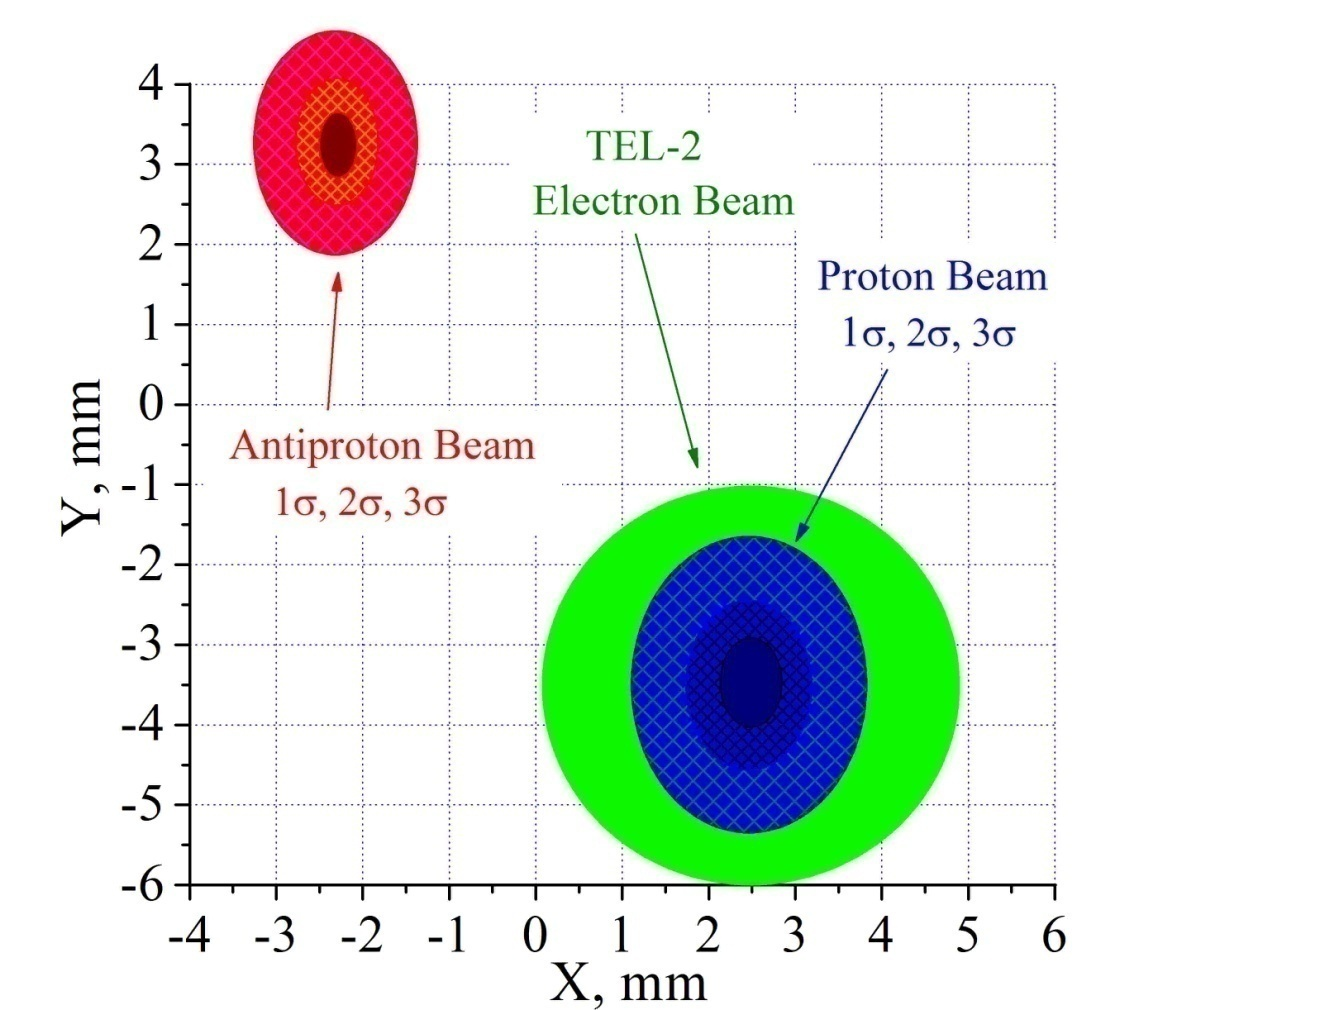 4
3
2
1
0
-1
-2
-3
-4
-5
-6
Y, mm
TEL-2
Electron Beam
Proton Beam
1σ, 2σ, 3σ
Antiproton Beam
1σ, 2σ, 3σ
-4 -3 -2 -1 0 1 2 3 4 5 6
X, mm